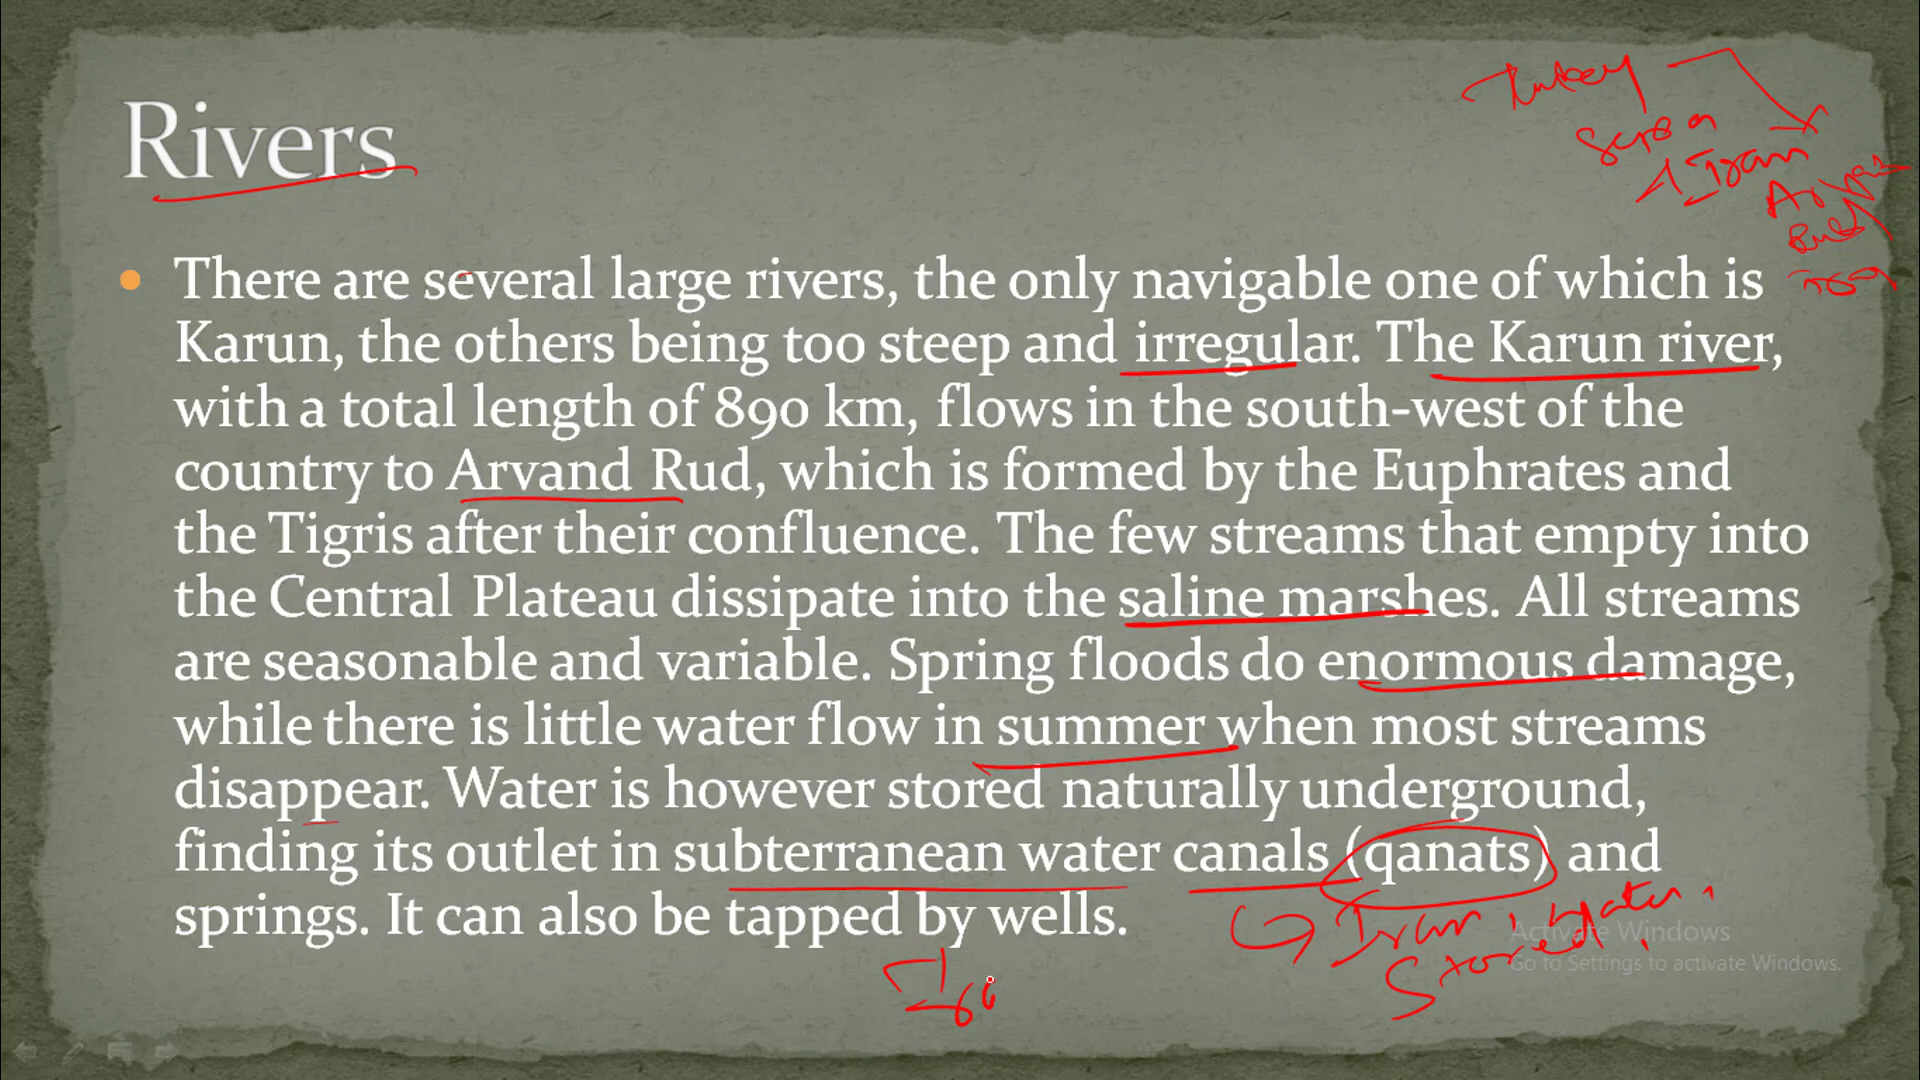 Rivers
Turkey
Syria
Iran
Arvand
Rud
There are several large rivers, the only navigable one of which is
Karun, the others being too steep and irregular. The Karun river,
with a total length of 890 km, flows in the south-west of the
country to Arvand Rud, which is formed by the Euphrates and
the Tigris after their confluence. The few streams that empty into
the Central Plateau dissipate into the saline marshes. All streams
are seasonable and variable. Spring floods do enormous damage,
while there is little water flow in summer when most streams
disappear. Water is however stored naturally underground,
finding its outlet in subterranean water canals (qanats) and
springs. It can also be tapped by wells.
Iran water
Stored
Activate Windows
Go to Settings to activate Windows.